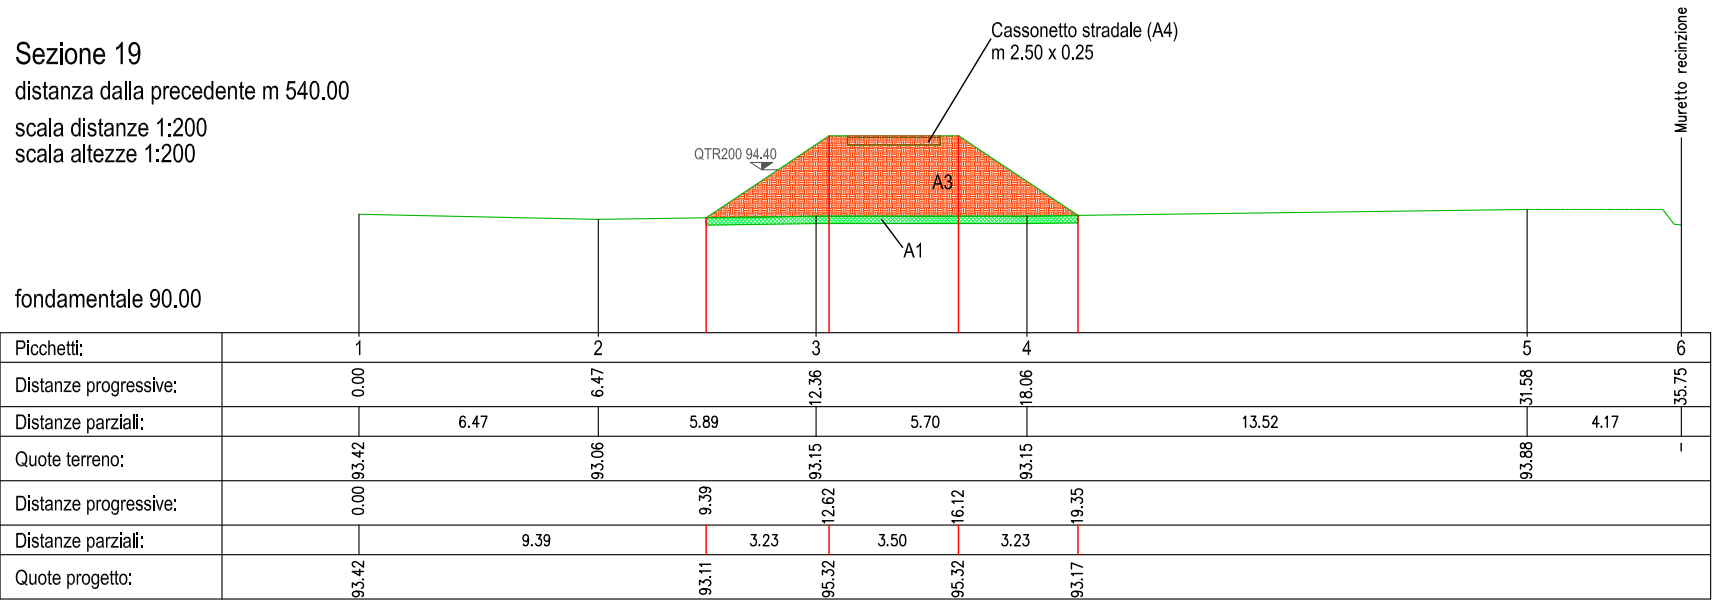 Sezione 19
distanza dalla precedente m 540.00
scala distanze 1:200
scala altezze 1:200
Cassonetto stradale (A4)
m 2.50 x 0.25
Muretto recinzione
QTR200 94.40
A3
A1
fondamentale 90.00
Picchetti: 1 2 3 4 5 6
Distanze progressive: 0.00 6.47 12.36 18.06 31.58 35.75
Distanze parziali: 6.47 5.89 5.70 13.52 4.17
Quote terreno: 93.42 93.06 93.15 93.15 93.88 -
Distanze progressive: 0.00 9.39 12.62 16.12 19.35
Distanze parziali: 9.39 3.23 3.50 3.23
Quote progetto: 93.42 93.11 95.32 95.32 93.17